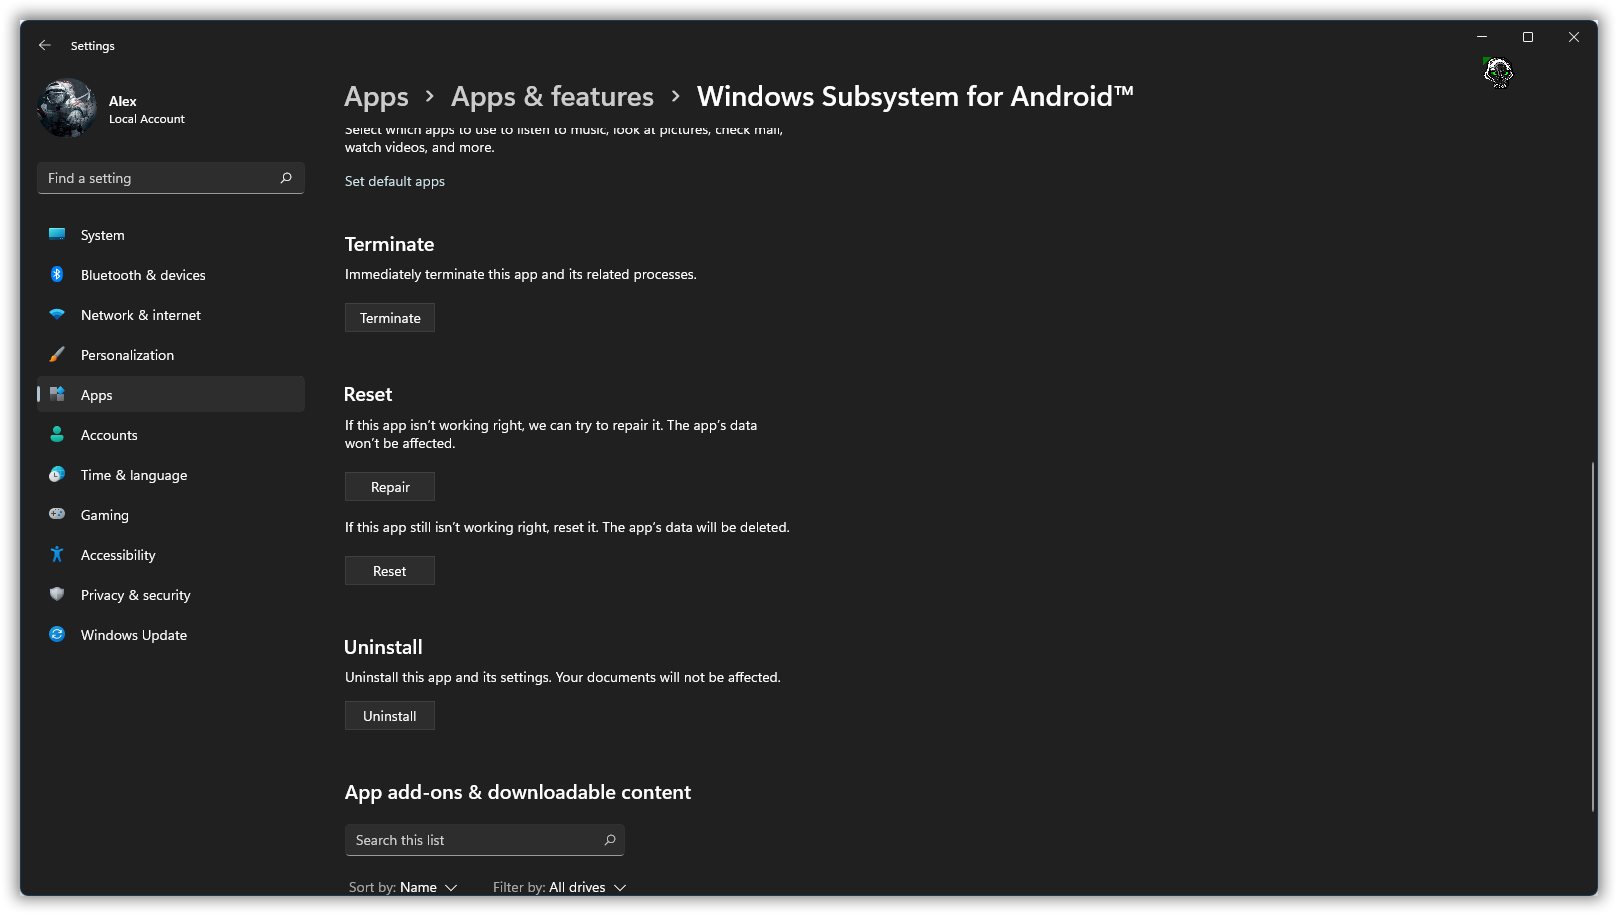 Settings
Alex
Local Account
Find a setting
System
Bluetooth & devices
Network & internet
Personalization
Apps
Accounts
Time & language
Gaming
Accessibility
Privacy & security
Windows Update
Apps > Apps & features > Windows Subsystem for Android™
Select which apps to use to listen to music, look at pictures, check mail,
watch videos, and more.
Set default apps
Terminate
Immediately terminate this app and its related processes.
Terminate
Reset
If this app isn’t working right, we can try to repair it. The app’s data
won’t be affected.
Repair
If this app still isn’t working right, reset it. The app’s data will be deleted.
Reset
Uninstall
Uninstall this app and its settings. Your documents will not be affected.
Uninstall
App add-ons & downloadable content
Search this list
Sort by: Name Filter by: All drives